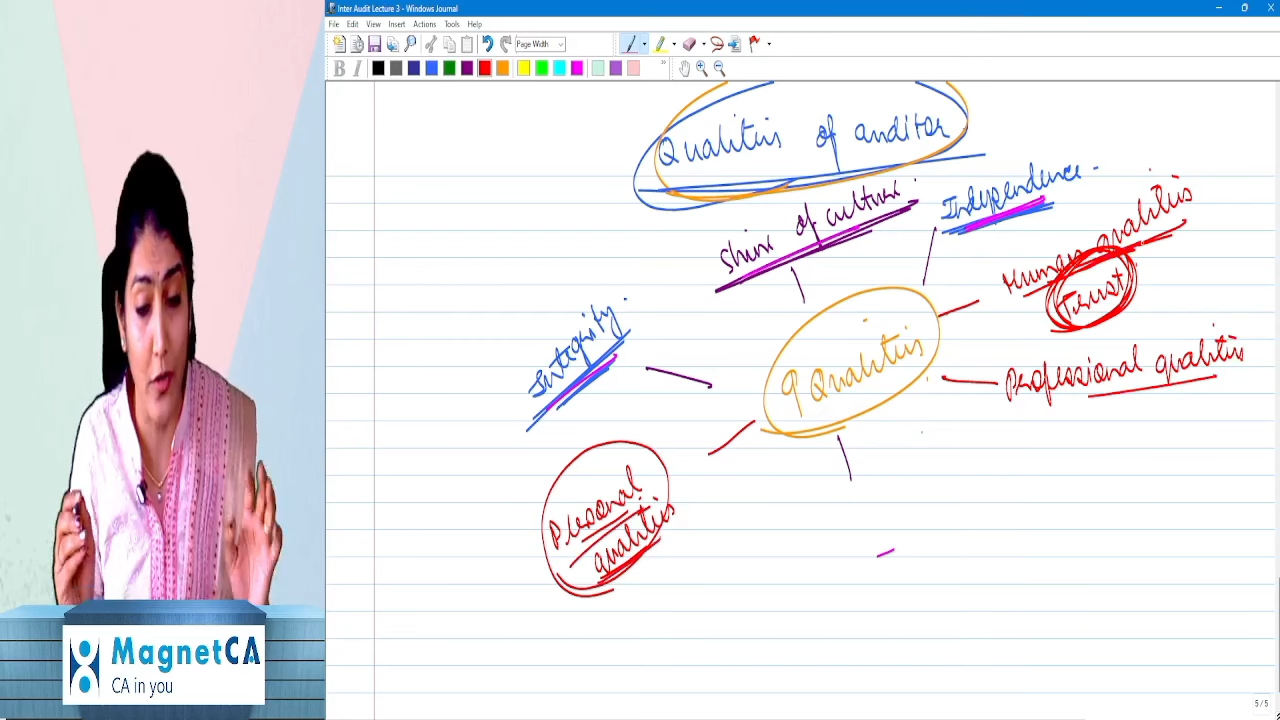 Inter Audit Lecture 3 - Windows Journal
File Edit View Insert Actions Tools Help
Page Width
B I
Qualities of auditor
Shine of culture.
Independence.
Human qualities
Trust
Integrity.
9 Qualities
Professional qualities
Personal
qualities
MagnetCA
CA in you
5/5